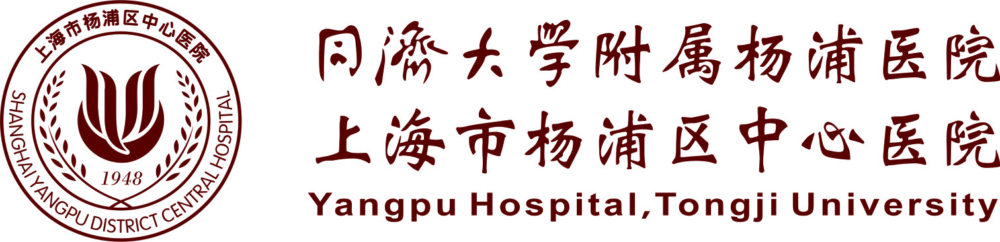 上海市杨浦区中心医院
1948
SHANGHAI YANGPU DISTRICT CENTRAL HOSPITAL
同濟大学附属杨浦医院
上海市杨浦区中心医院
Yangpu Hospital,Tongji University